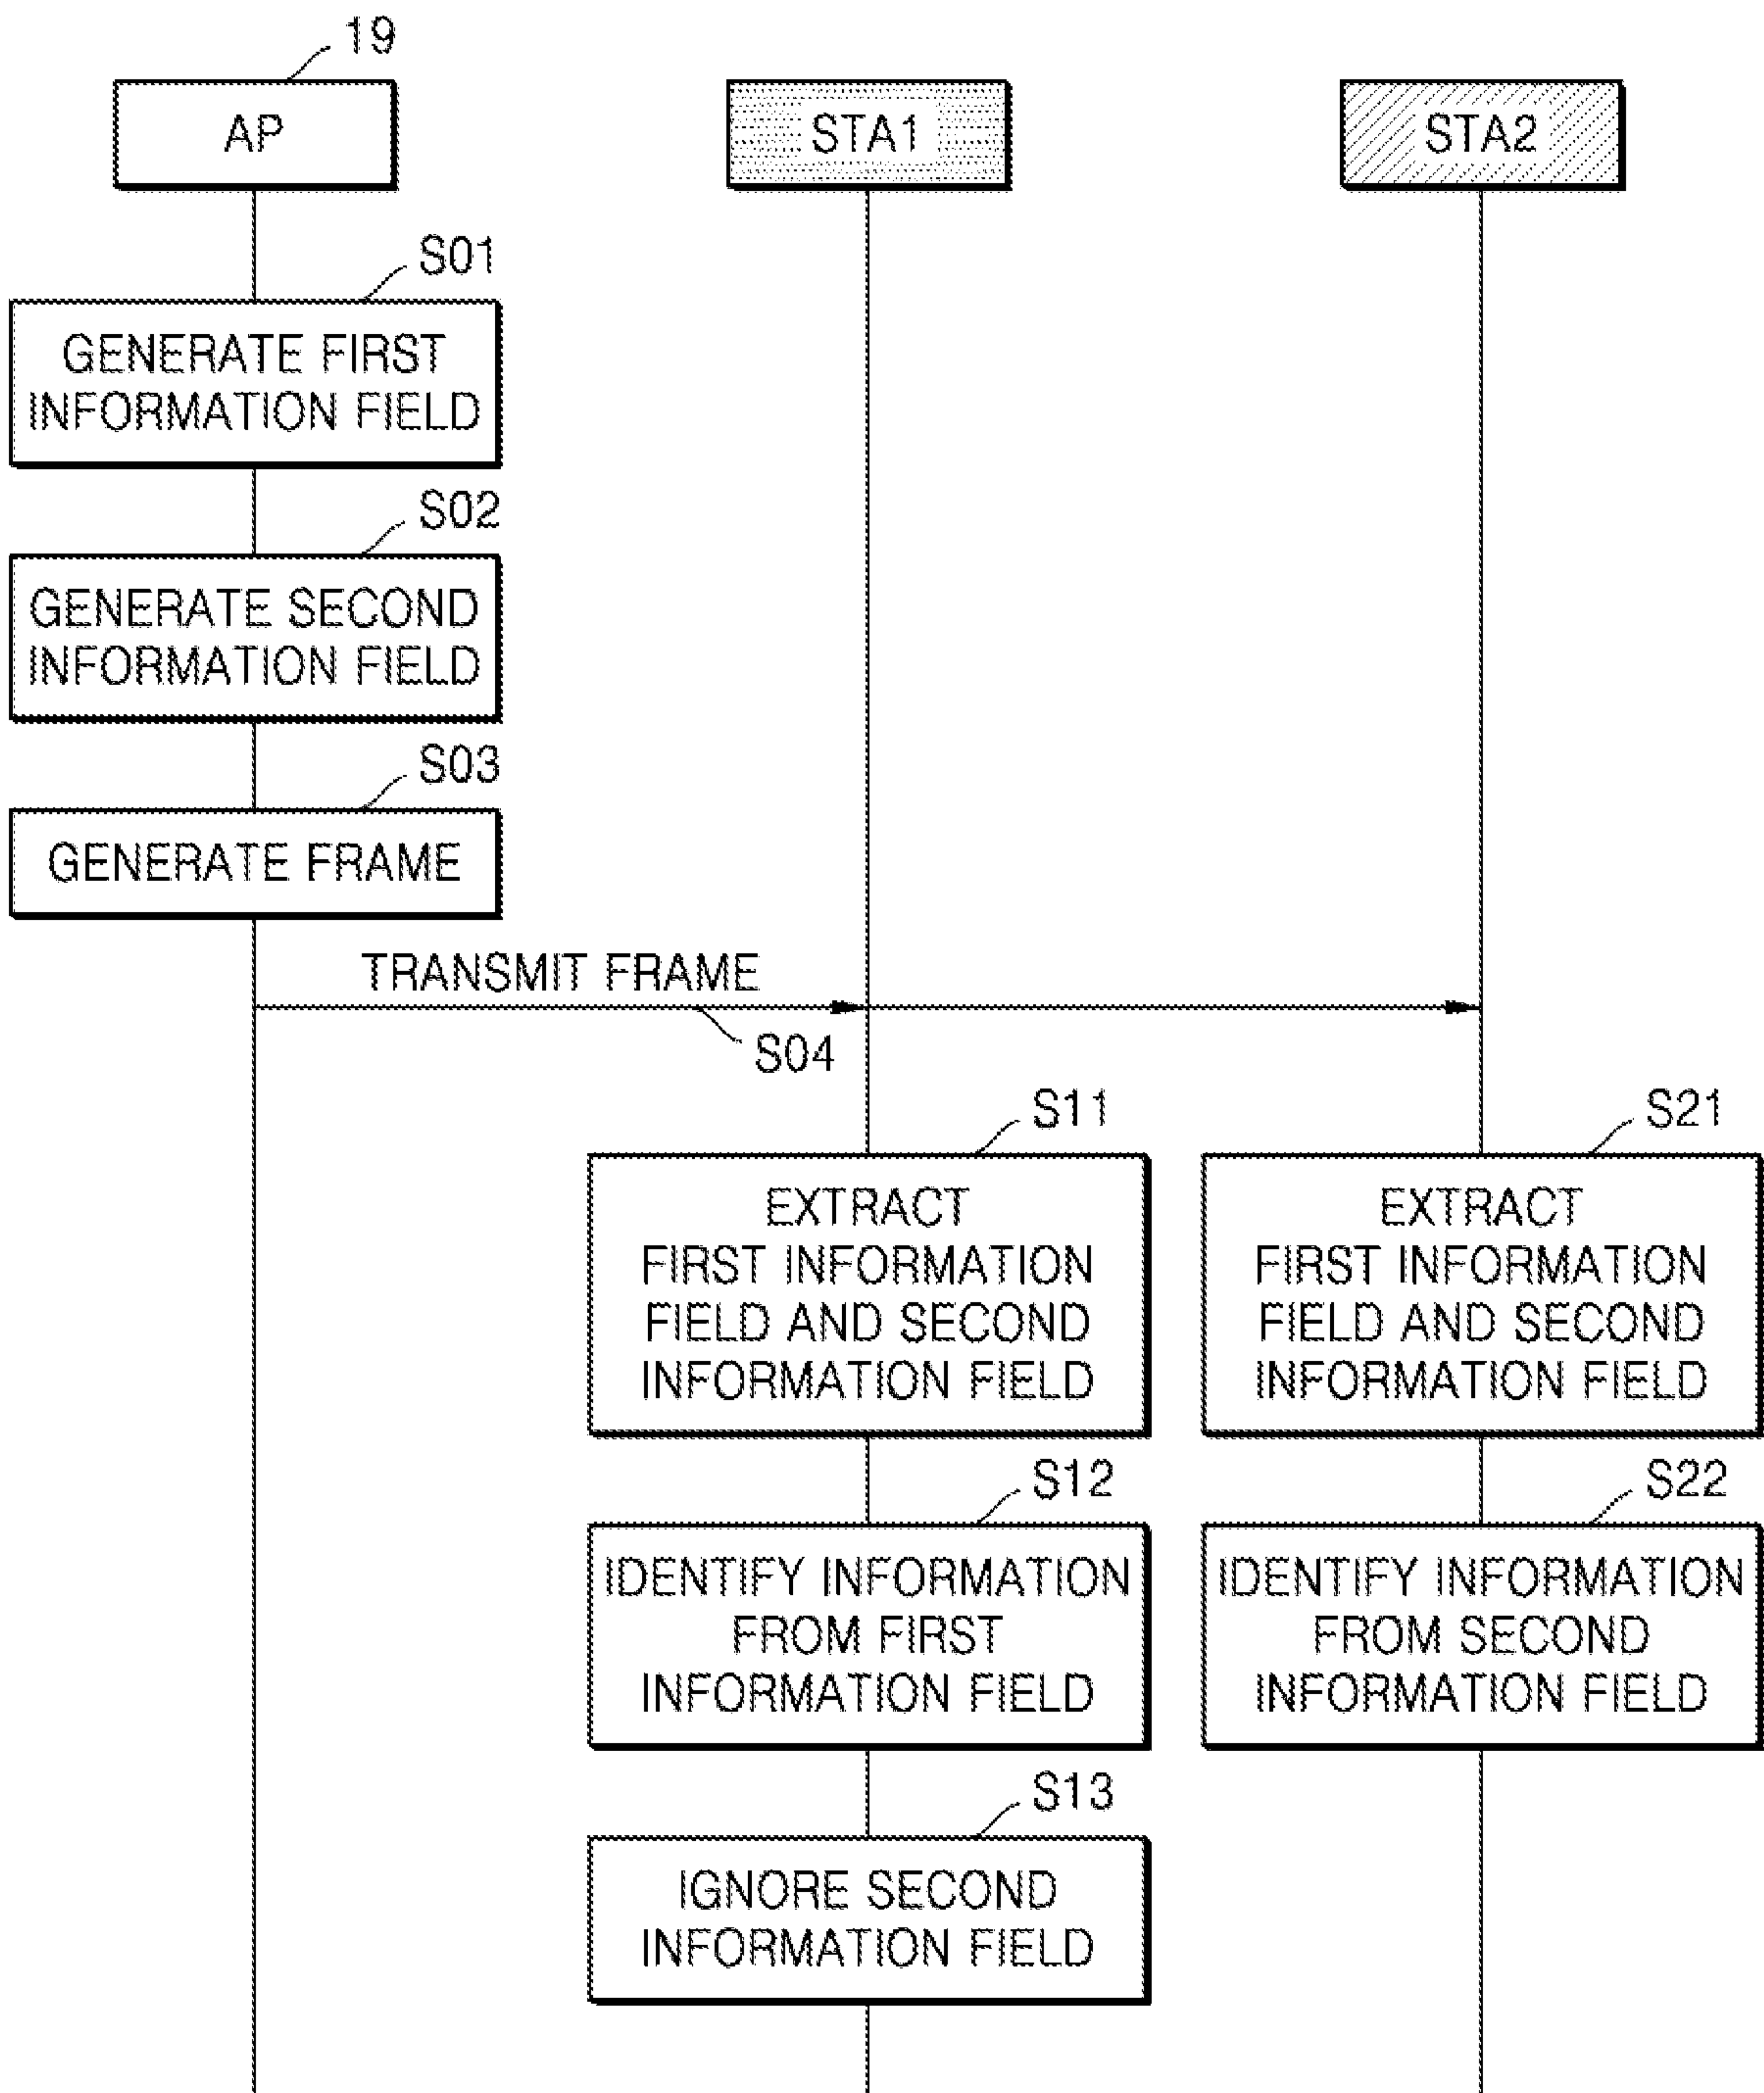 19
AP
STA1
STA2
S01
GENERATE FIRST
INFORMATION FIELD
S02
GENERATE SECOND
INFORMATION FIELD
S03
GENERATE FRAME
TRANSMIT FRAME
S04
S11
EXTRACT
FIRST INFORMATION
FIELD AND SECOND
INFORMATION FIELD
S21
EXTRACT
FIRST INFORMATION
FIELD AND SECOND
INFORMATION FIELD
S12
IDENTIFY INFORMATION
FROM FIRST
INFORMATION FIELD
S22
IDENTIFY INFORMATION
FROM SECOND
INFORMATION FIELD
S13
IGNORE SECOND
INFORMATION FIELD